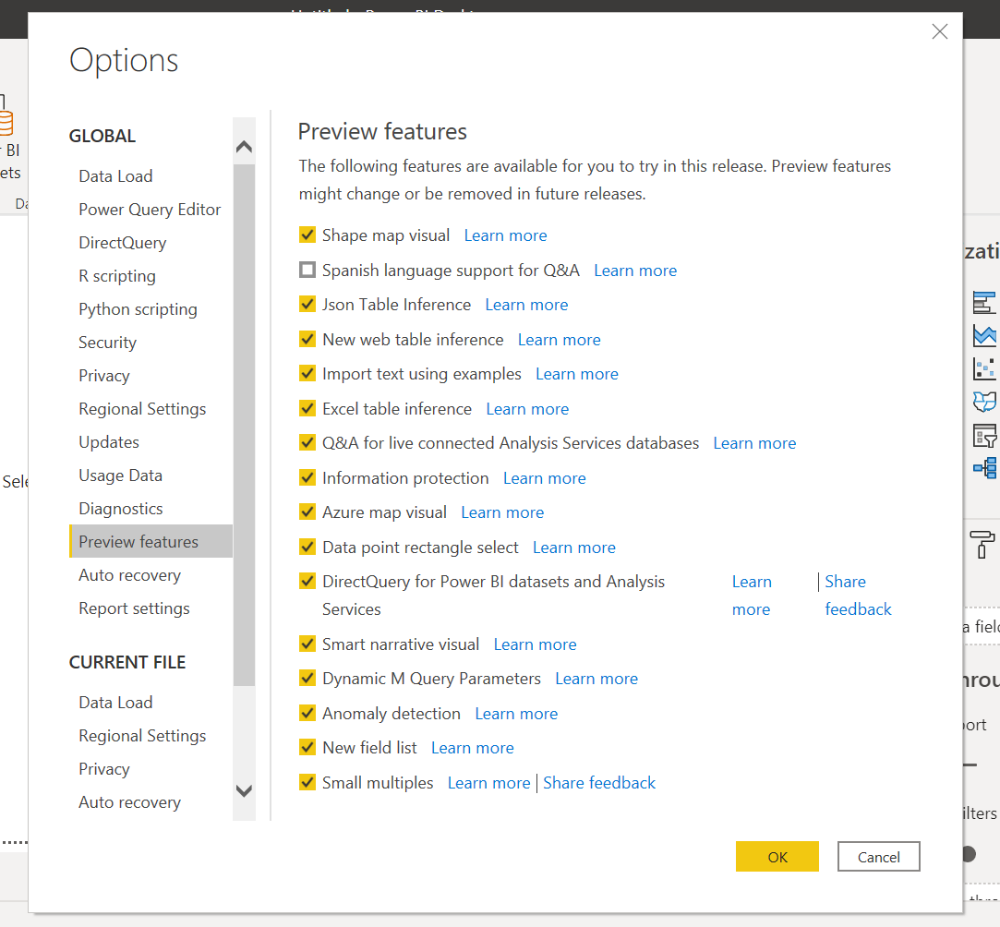 Options
GLOBAL
Data Load
Power Query Editor
DirectQuery
R scripting
Python scripting
Security
Privacy
Regional Settings
Updates
Usage Data
Diagnostics
Preview features
Auto recovery
Report settings
CURRENT FILE
Data Load
Regional Settings
Privacy
Auto recovery
Preview features
The following features are available for you to try in this release. Preview features
might change or be removed in future releases.
Shape map visual Learn more
Spanish language support for Q&A Learn more
Json Table Inference Learn more
New web table inference Learn more
Import text using examples Learn more
Excel table inference Learn more
Q&A for live connected Analysis Services databases Learn more
Information protection Learn more
Azure map visual Learn more
Data point rectangle select Learn more
DirectQuery for Power BI datasets and Analysis Learn | Share
Services more feedback
Smart narrative visual Learn more
Dynamic M Query Parameters Learn more
Anomaly detection Learn more
New field list Learn more
Small multiples Learn more | Share feedback
OK Cancel
BI